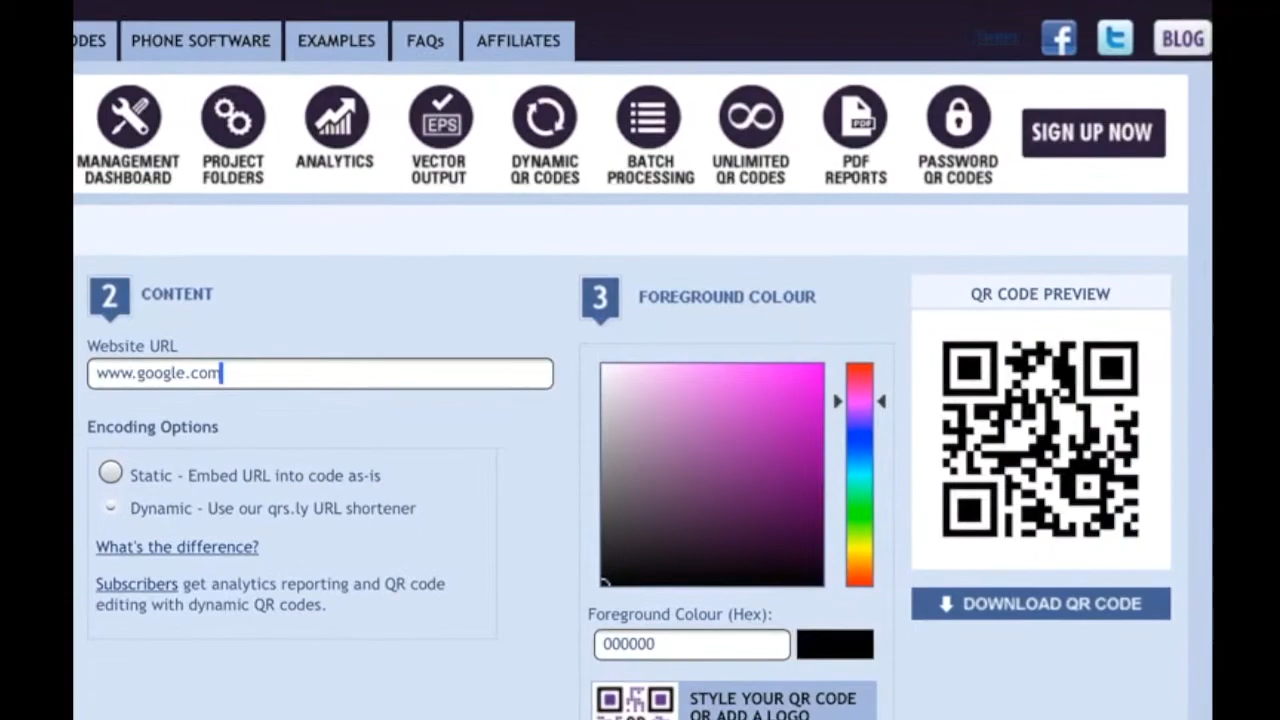 ODES PHONE SOFTWARE EXAMPLES FAQs AFFILIATES BLOG
MANAGEMENT DASHBOARD
PROJECT FOLDERS
ANALYTICS
EPS
VECTOR OUTPUT
DYNAMIC QR CODES
BATCH PROCESSING
UNLIMITED QR CODES
PDF
PDF REPORTS
PASSWORD QR CODES
SIGN UP NOW
2 CONTENT
Website URL
www.google.com
Encoding Options
Static - Embed URL into code as-is
Dynamic - Use our qrs.ly URL shortener
What's the difference?
Subscribers get analytics reporting and QR code
editing with dynamic QR codes.
3 FOREGROUND COLOUR
Foreground Colour (Hex):
000000
STYLE YOUR QR CODE
OR ADD A LOGO
QR CODE PREVIEW
DOWNLOAD QR CODE